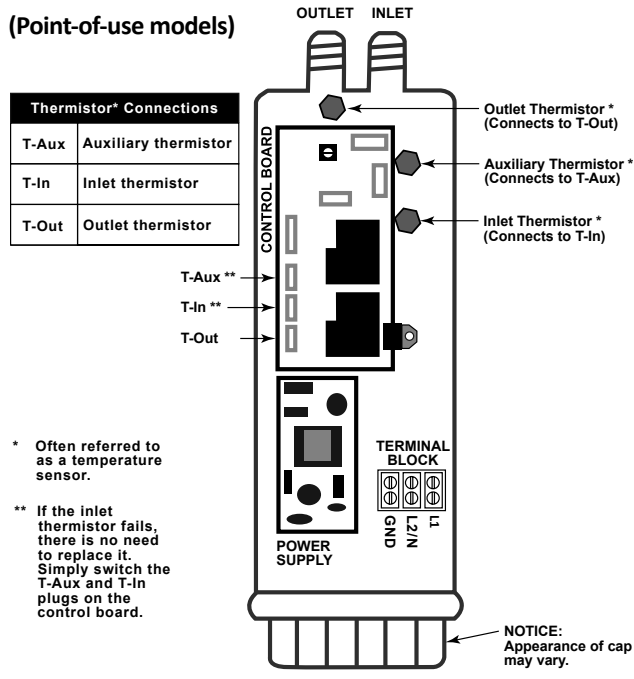 (Point-of-use models)
OUTLET INLET
Thermistor* Connections
T-Aux Auxiliary thermistor
T-In Inlet thermistor
T-Out Outlet thermistor
CONTROL BOARD
Outlet Thermistor *
(Connects to T-Out)
Auxiliary Thermistor *
(Connects to T-Aux)
Inlet Thermistor *
(Connects to T-In)
T-Aux **
T-In **
T-Out
* Often referred to
as a temperature
sensor.
** If the inlet
thermistor fails,
there is no need
to replace it.
Simply switch the
T-Aux and T-In
plugs on the
control board.
TERMINAL
BLOCK
GND
L2/N
L1
POWER
SUPPLY
NOTICE:
Appearance of cap
may vary.